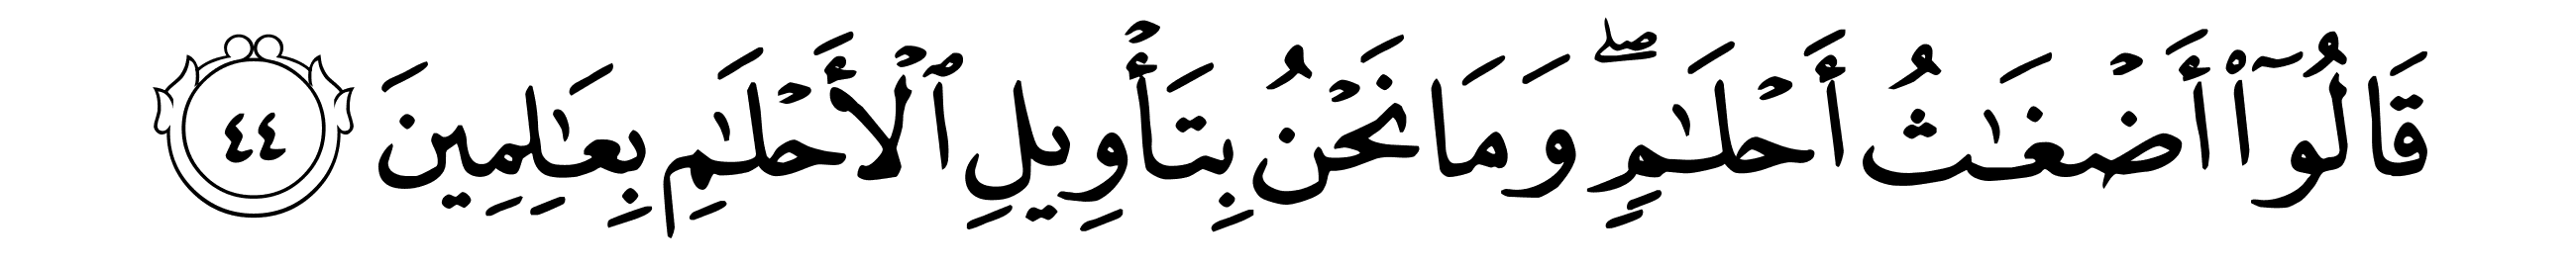 قَالُوٓا۟ أَضْغَـٰثُ أَحْلَـٰمٍۢ ۖ وَمَا نَحْنُ بِتَأْوِيلِ ٱلْأَحْلَـٰمِ بِعَـٰلِمِينَ ٤٤